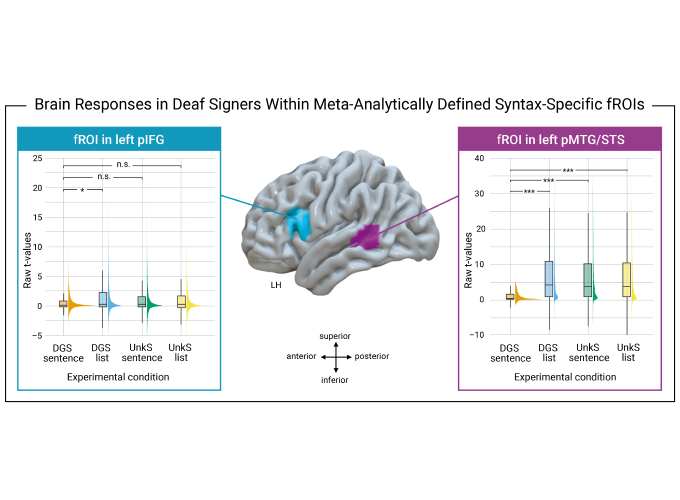 Brain Responses in Deaf Signers Within Meta-Analytically Defined Syntax-Specific fROIs
fROI in left pIFG
25
20
15
10
5
0
−5
Raw t-values
n.s.
n.s.
*
DGS sentence
DGS list
UnkS sentence
UnkS list
Experimental condition
LH
superior
anterior
posterior
inferior
fROI in left pMTG/STS
40
30
20
10
0
−10
Raw t-values
***
***
***
DGS sentence
DGS list
UnkS sentence
UnkS list
Experimental condition